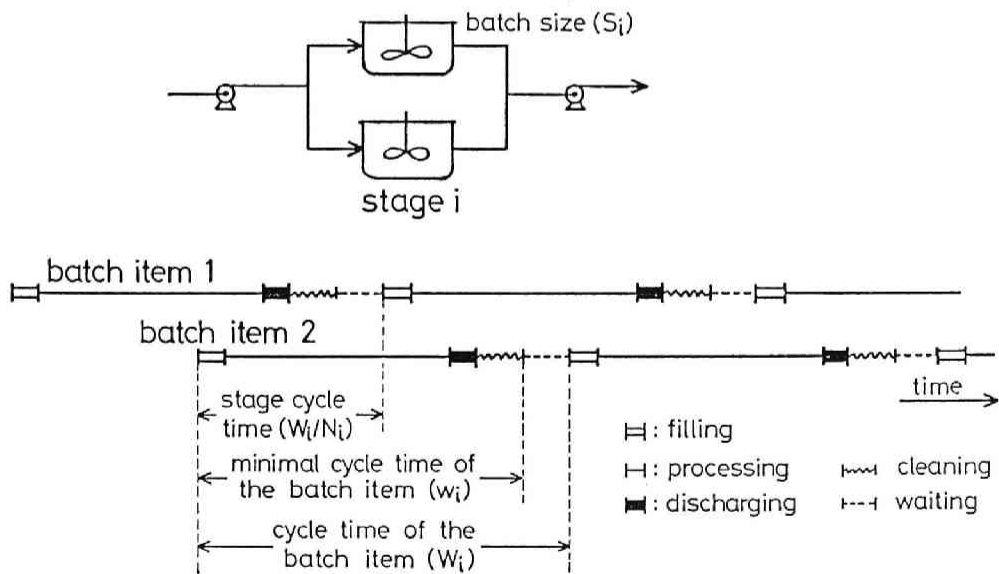 batch size (Si)
stage i
batch item 1
batch item 2
time
stage cycle
time (Wi/Ni)
minimal cycle time of
the batch item (wi)
cycle time of the
batch item (Wi)
: filling
: processing
: discharging
cleaning
waiting